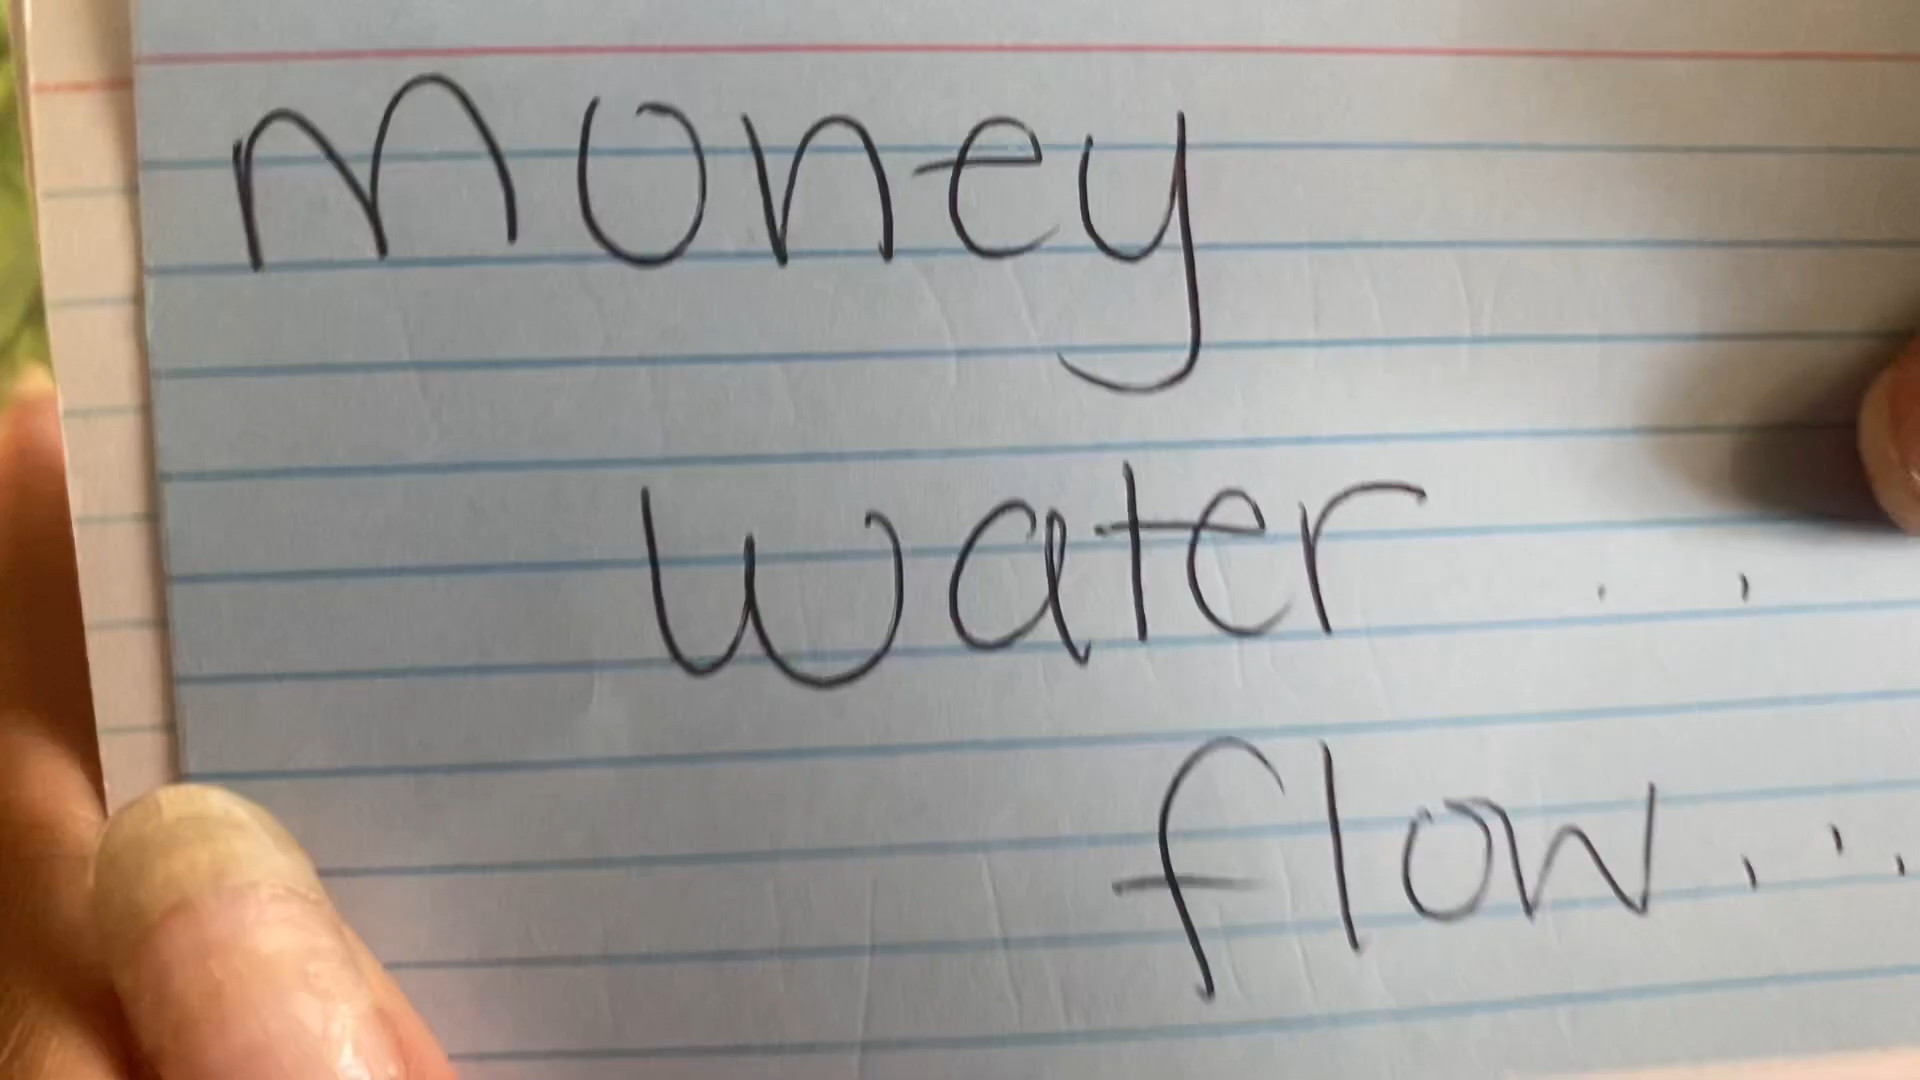 money
water . .
flow . . .